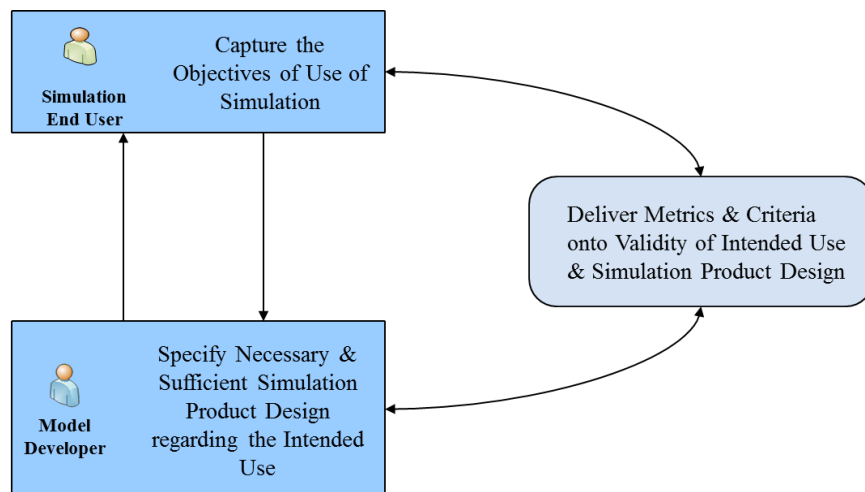 Capture the
Objectives of Use of
Simulation
Simulation
End User
Deliver Metrics & Criteria
onto Validity of Intended Use
& Simulation Product Design
Specify Necessary &
Sufficient Simulation
Product Design
regarding the Intended
Use
Model
Developer